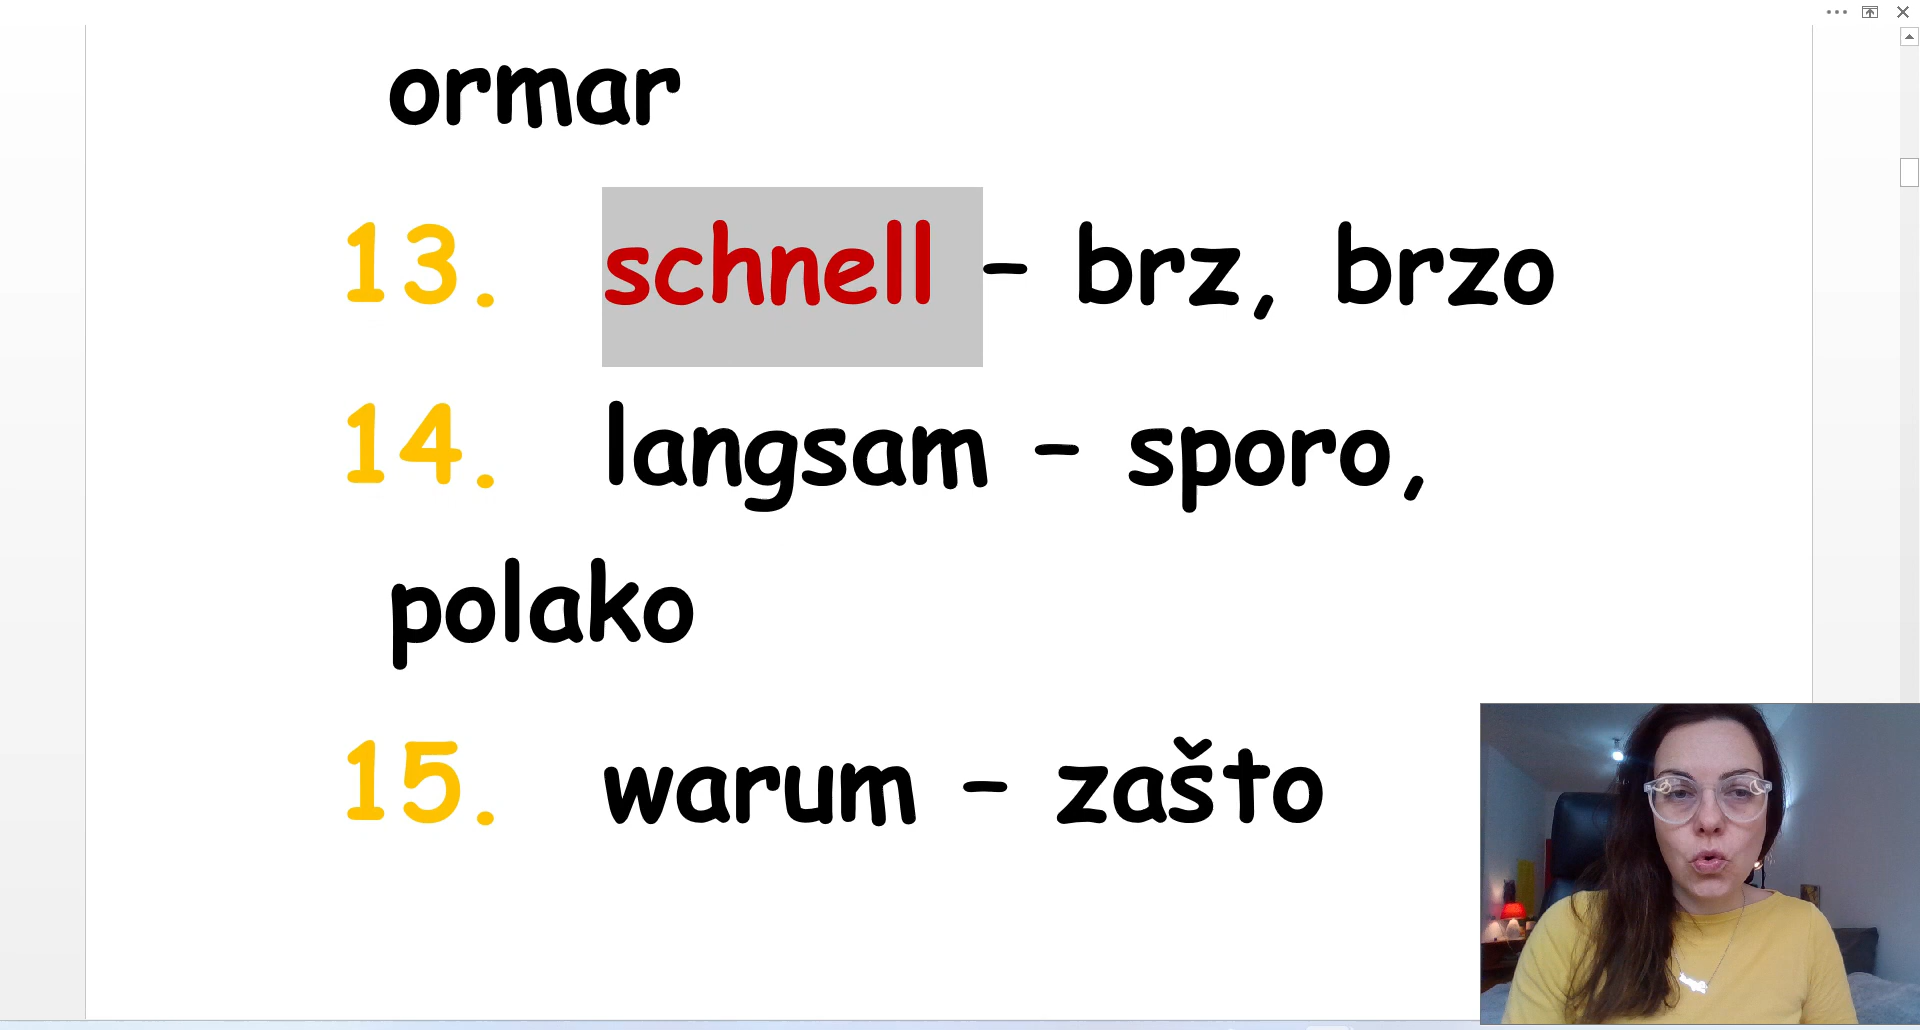 ormar
13. schnell – brz, brzo
14. langsam – sporo,
polako
15. warum – zašto